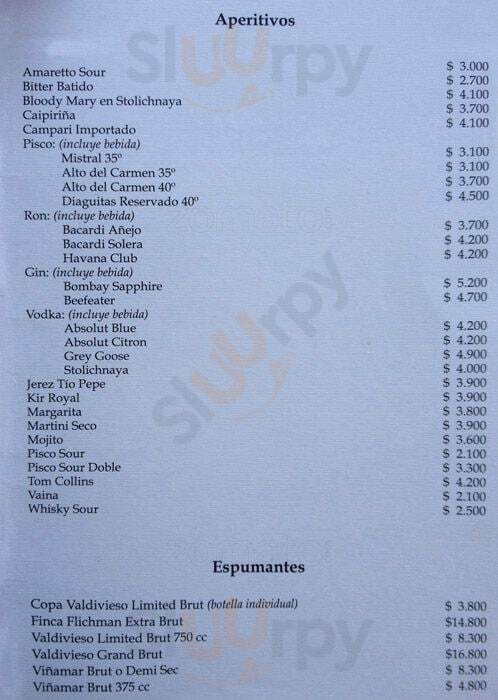 Aperitivos
Amaretto Sour $ 3.000
Bitter Batido $ 2.700
Bloody Mary en Stolichnaya $ 4.100
Caipiriña $ 3.700
Campari Importado $ 4.100
Pisco: (incluye bebida)
Mistral 35º $ 3.100
Alto del Carmen 35º $ 3.100
Alto del Carmen 40º $ 3.700
Diaguitas Reservado 40º $ 4.500
Ron: (incluye bebida)
Bacardi Añejo $ 3.700
Bacardi Solera $ 4.200
Havana Club $ 4.200
Gin: (incluye bebida)
Bombay Sapphire $ 5.200
Beefeater $ 4.700
Vodka: (incluye bebida)
Absolut Blue $ 4.200
Absolut Citron $ 4.200
Grey Goose $ 4.900
Stolichnaya $ 4.000
Jerez Tío Pepe $ 3.900
Kir Royal $ 3.900
Margarita $ 3.800
Martini Seco $ 3.900
Mojito $ 3.600
Pisco Sour $ 2.100
Pisco Sour Doble $ 3.300
Tom Collins $ 4.200
Vaina $ 2.100
Whisky Sour $ 2.500
Espumantes
Copa Valdivieso Limited Brut (botella individual) $ 3.800
Finca Flichman Extra Brut $14.800
Valdivieso Limited Brut 750 cc $ 8.300
Valdivieso Grand Brut $16.800
Viñamar Brut o Demi Sec $ 8.300
Viñamar Brut 375 cc $ 4.800
Sluurpy
Sluurpy
Sluurpy